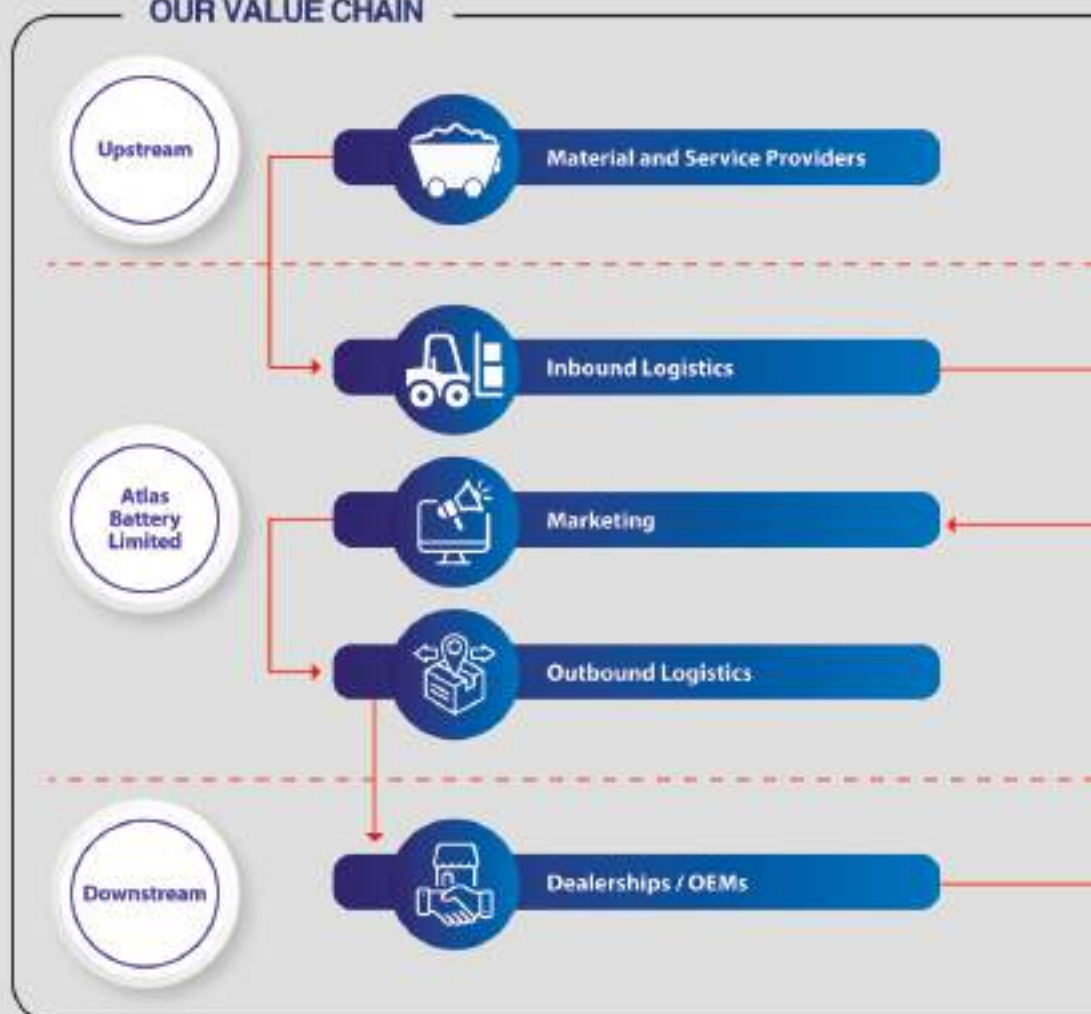 OUR VALUE CHAIN
Upstream
Material and Service Providers
Inbound Logistics
Atlas
Battery
Limited
Marketing
Outbound Logistics
Downstream
Dealerships / OEMs